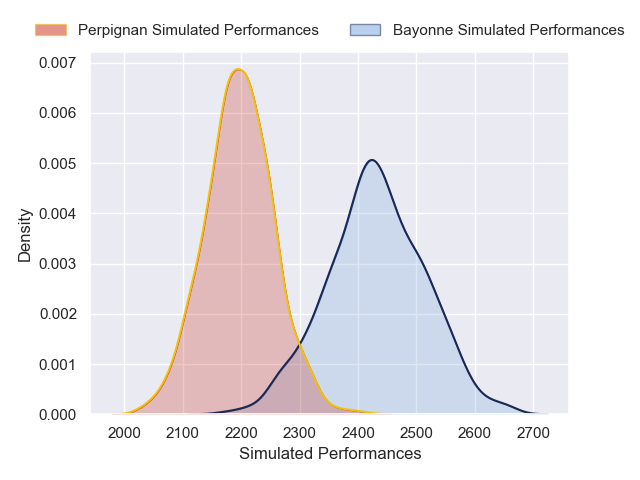 Perpignan Simulated Performances
Bayonne Simulated Performances
0.007
0.006
0.005
0.004
0.003
0.002
0.001
0.000
Density
2000 2100 2200 2300 2400 2500 2600 2700
Simulated Performances